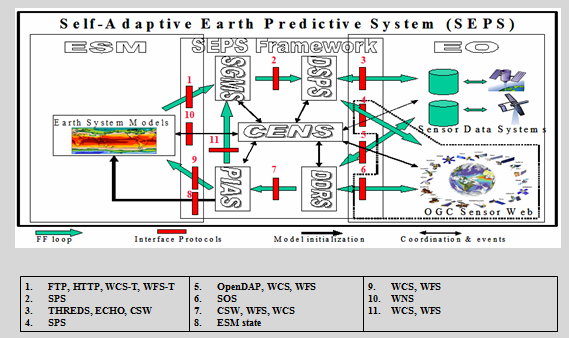 Self-Adaptive Earth Predictive System (SEPS)
ESM
SEPS Framework
EO
SGWS
DSPS
1
2
3
4
10
Earth System Models
CENS
Sensor Data Systems
11
5
9
8
PIAS
7
DDRS
6
OGC Sensor Web
FF loop
Interface Protocols
Model initialization
Coordination & events
1. FTP, HTTP, WCS-T, WFS-T
2. SPS
3. THREDS, ECHO, CSW
4. SPS
5. OpenDAP, WCS, WFS
6. SOS
7. CSW, WFS, WCS
8. ESM state
9. WCS, WFS
10. WNS
11. WCS, WFS